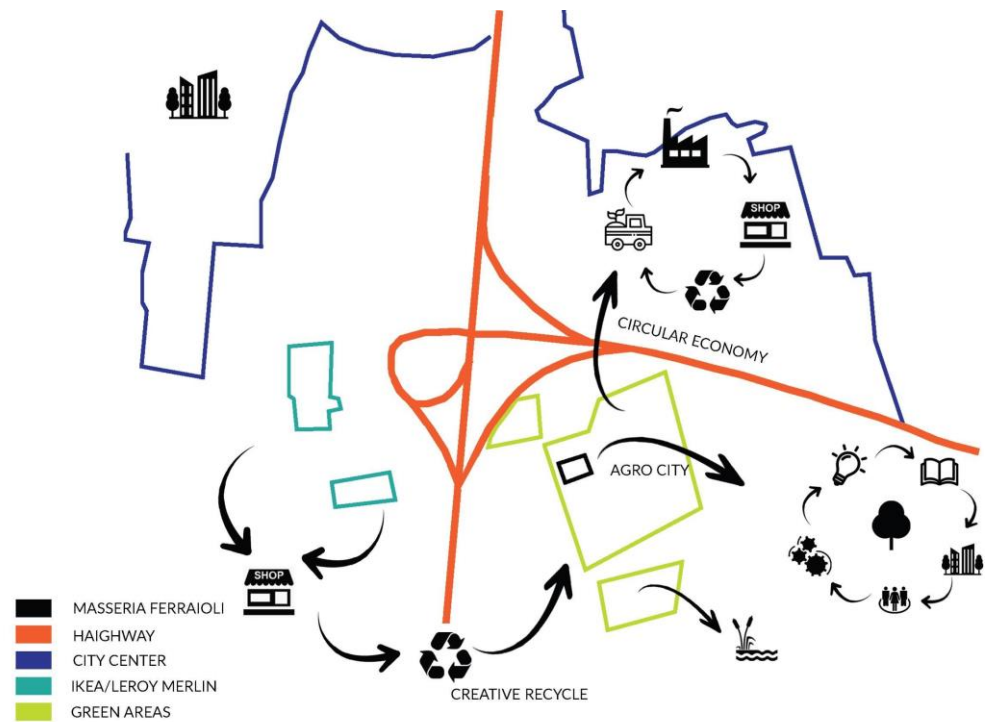 SHOP
CIRCULAR ECONOMY
AGRO CITY
SHOP
CREATIVE RECYCLE
MASSERIA FERRAIOLI
HAIGHWAY
CITY CENTER
IKEA/LEROY MERLIN
GREEN AREAS